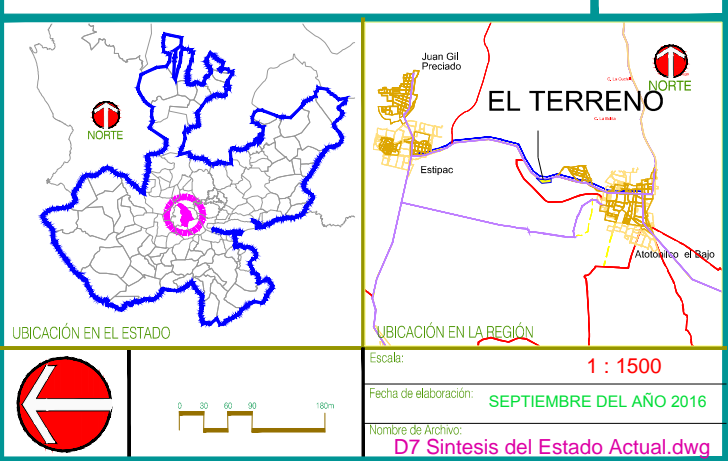 NORTE
UBICACIÓN EN EL ESTADO
Juan Gil
Preciado
NORTE
EL TERRENO
Estipac
Atotonilco el Bajo
UBICACIÓN EN LA REGIÓN
0 30 60 90 180m
Escala:
1 : 1500
Fecha de elaboración:
SEPTIEMBRE DEL AÑO 2016
Nombre de Archivo:
D7 Sintesis del Estado Actual.dwg